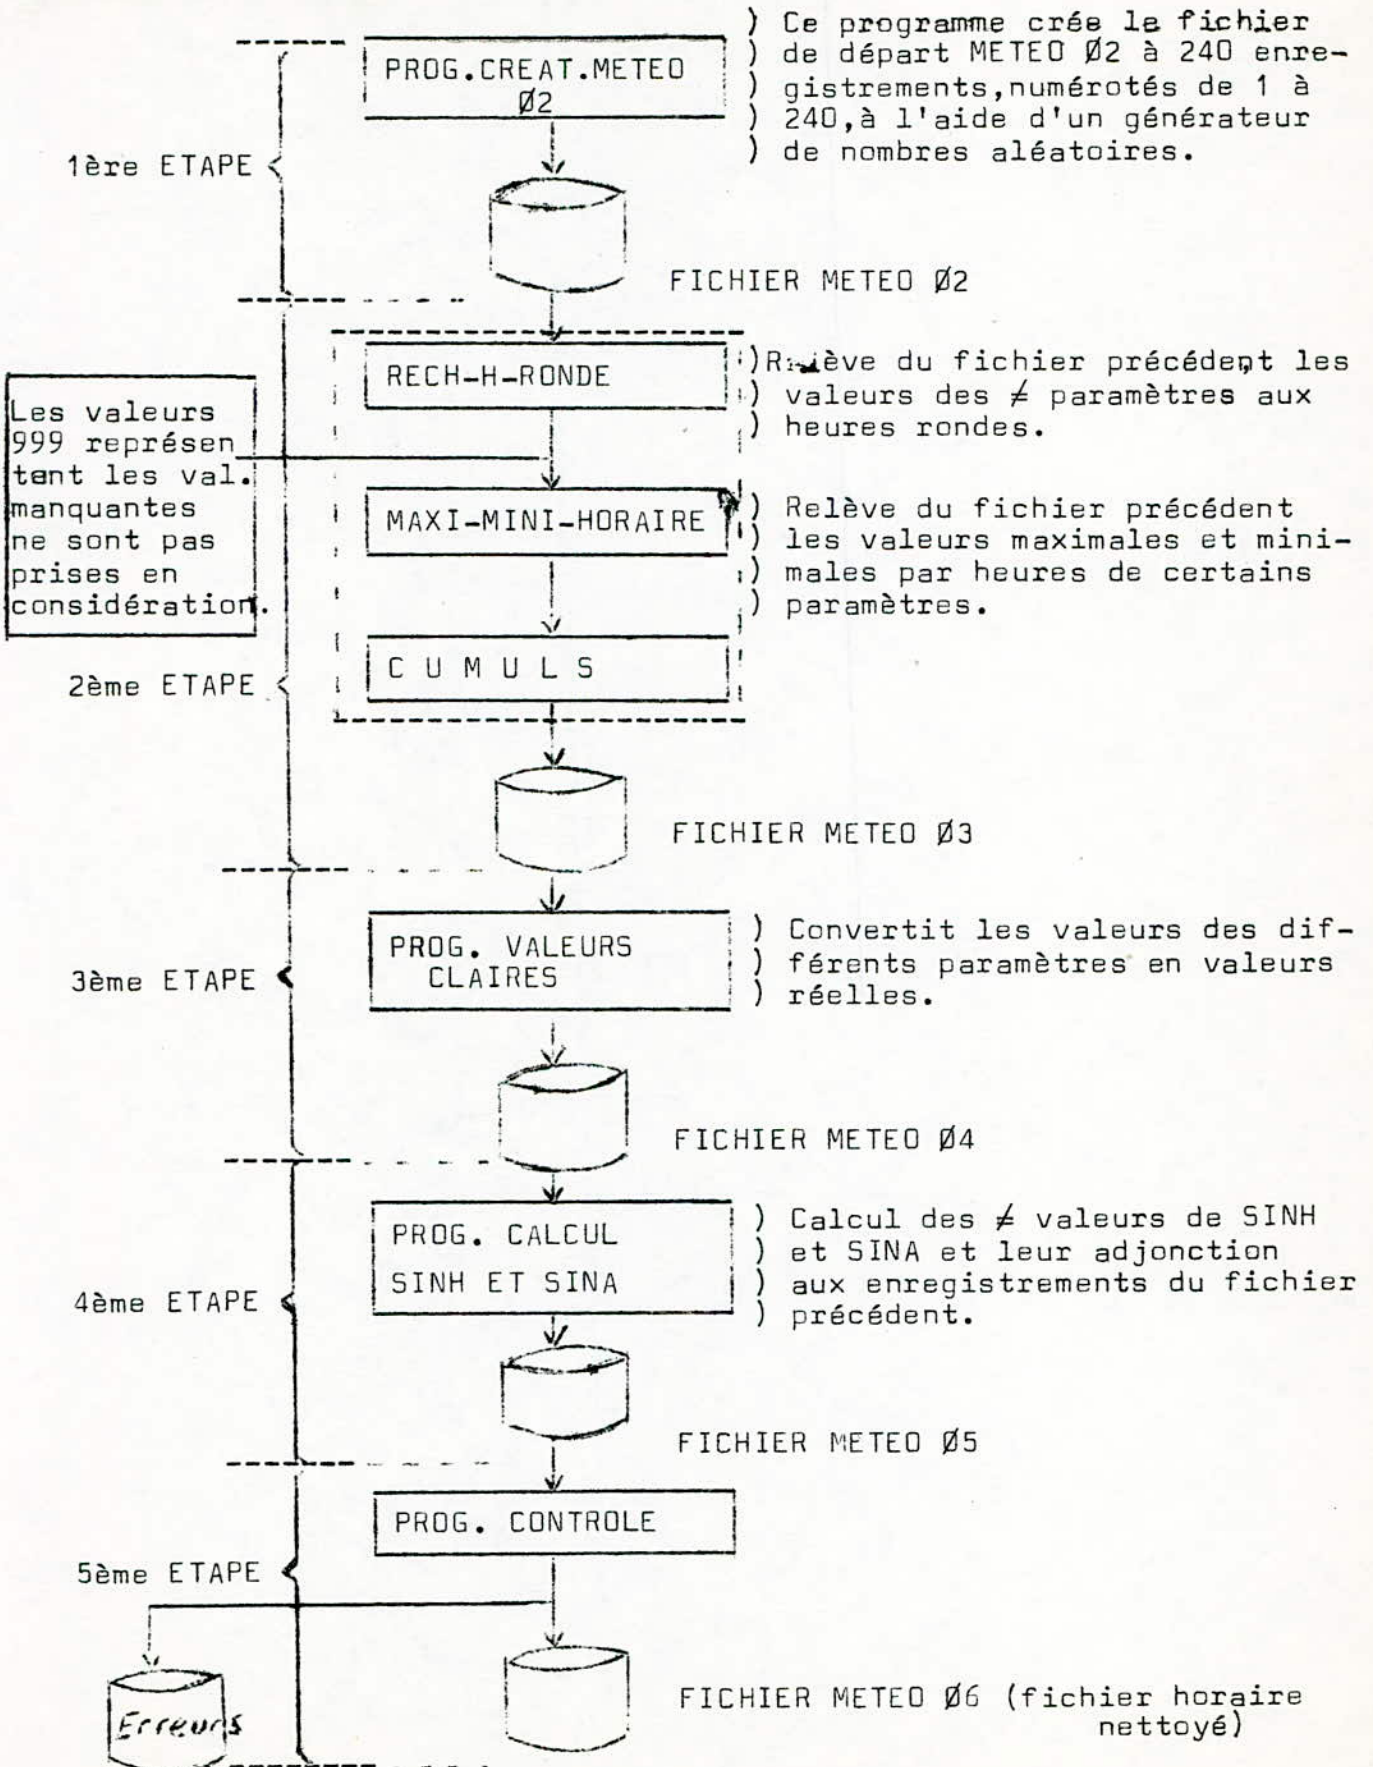 PROG.CREAT.METEO
Ø2
) Ce programme crée le fichier
) de départ METEO Ø2 à 240 enre-
) gistrements,numérotés de 1 à
) 240,à l'aide d'un générateur
) de nombres aléatoires.
1ère ETAPE
FICHIER METEO Ø2
RECH-H-RONDE
) Relève du fichier précédent les
) valeurs des ≠ paramètres aux
) heures rondes.
Les valeurs
999 représen
tent les val.
manquantes
ne sont pas
prises en
considération.
MAXI-MINI-HORAIRE
) Relève du fichier précédent
) les valeurs maximales et mini-
) males par heures de certains
) paramètres.
C U M U L S
2ème ETAPE
FICHIER METEO Ø3
PROG. VALEURS
CLAIRES
) Convertit les valeurs des dif-
) férents paramètres en valeurs
) réelles.
3ème ETAPE
FICHIER METEO Ø4
PROG. CALCUL
SINH ET SINA
) Calcul des ≠ valeurs de SINH
) et SINA et leur adjonction
) aux enregistrements du fichier
) précédent.
4ème ETAPE
FICHIER METEO Ø5
PROG. CONTROLE
5ème ETAPE
Erreurs
FICHIER METEO Ø6 (fichier horaire
nettoyé)